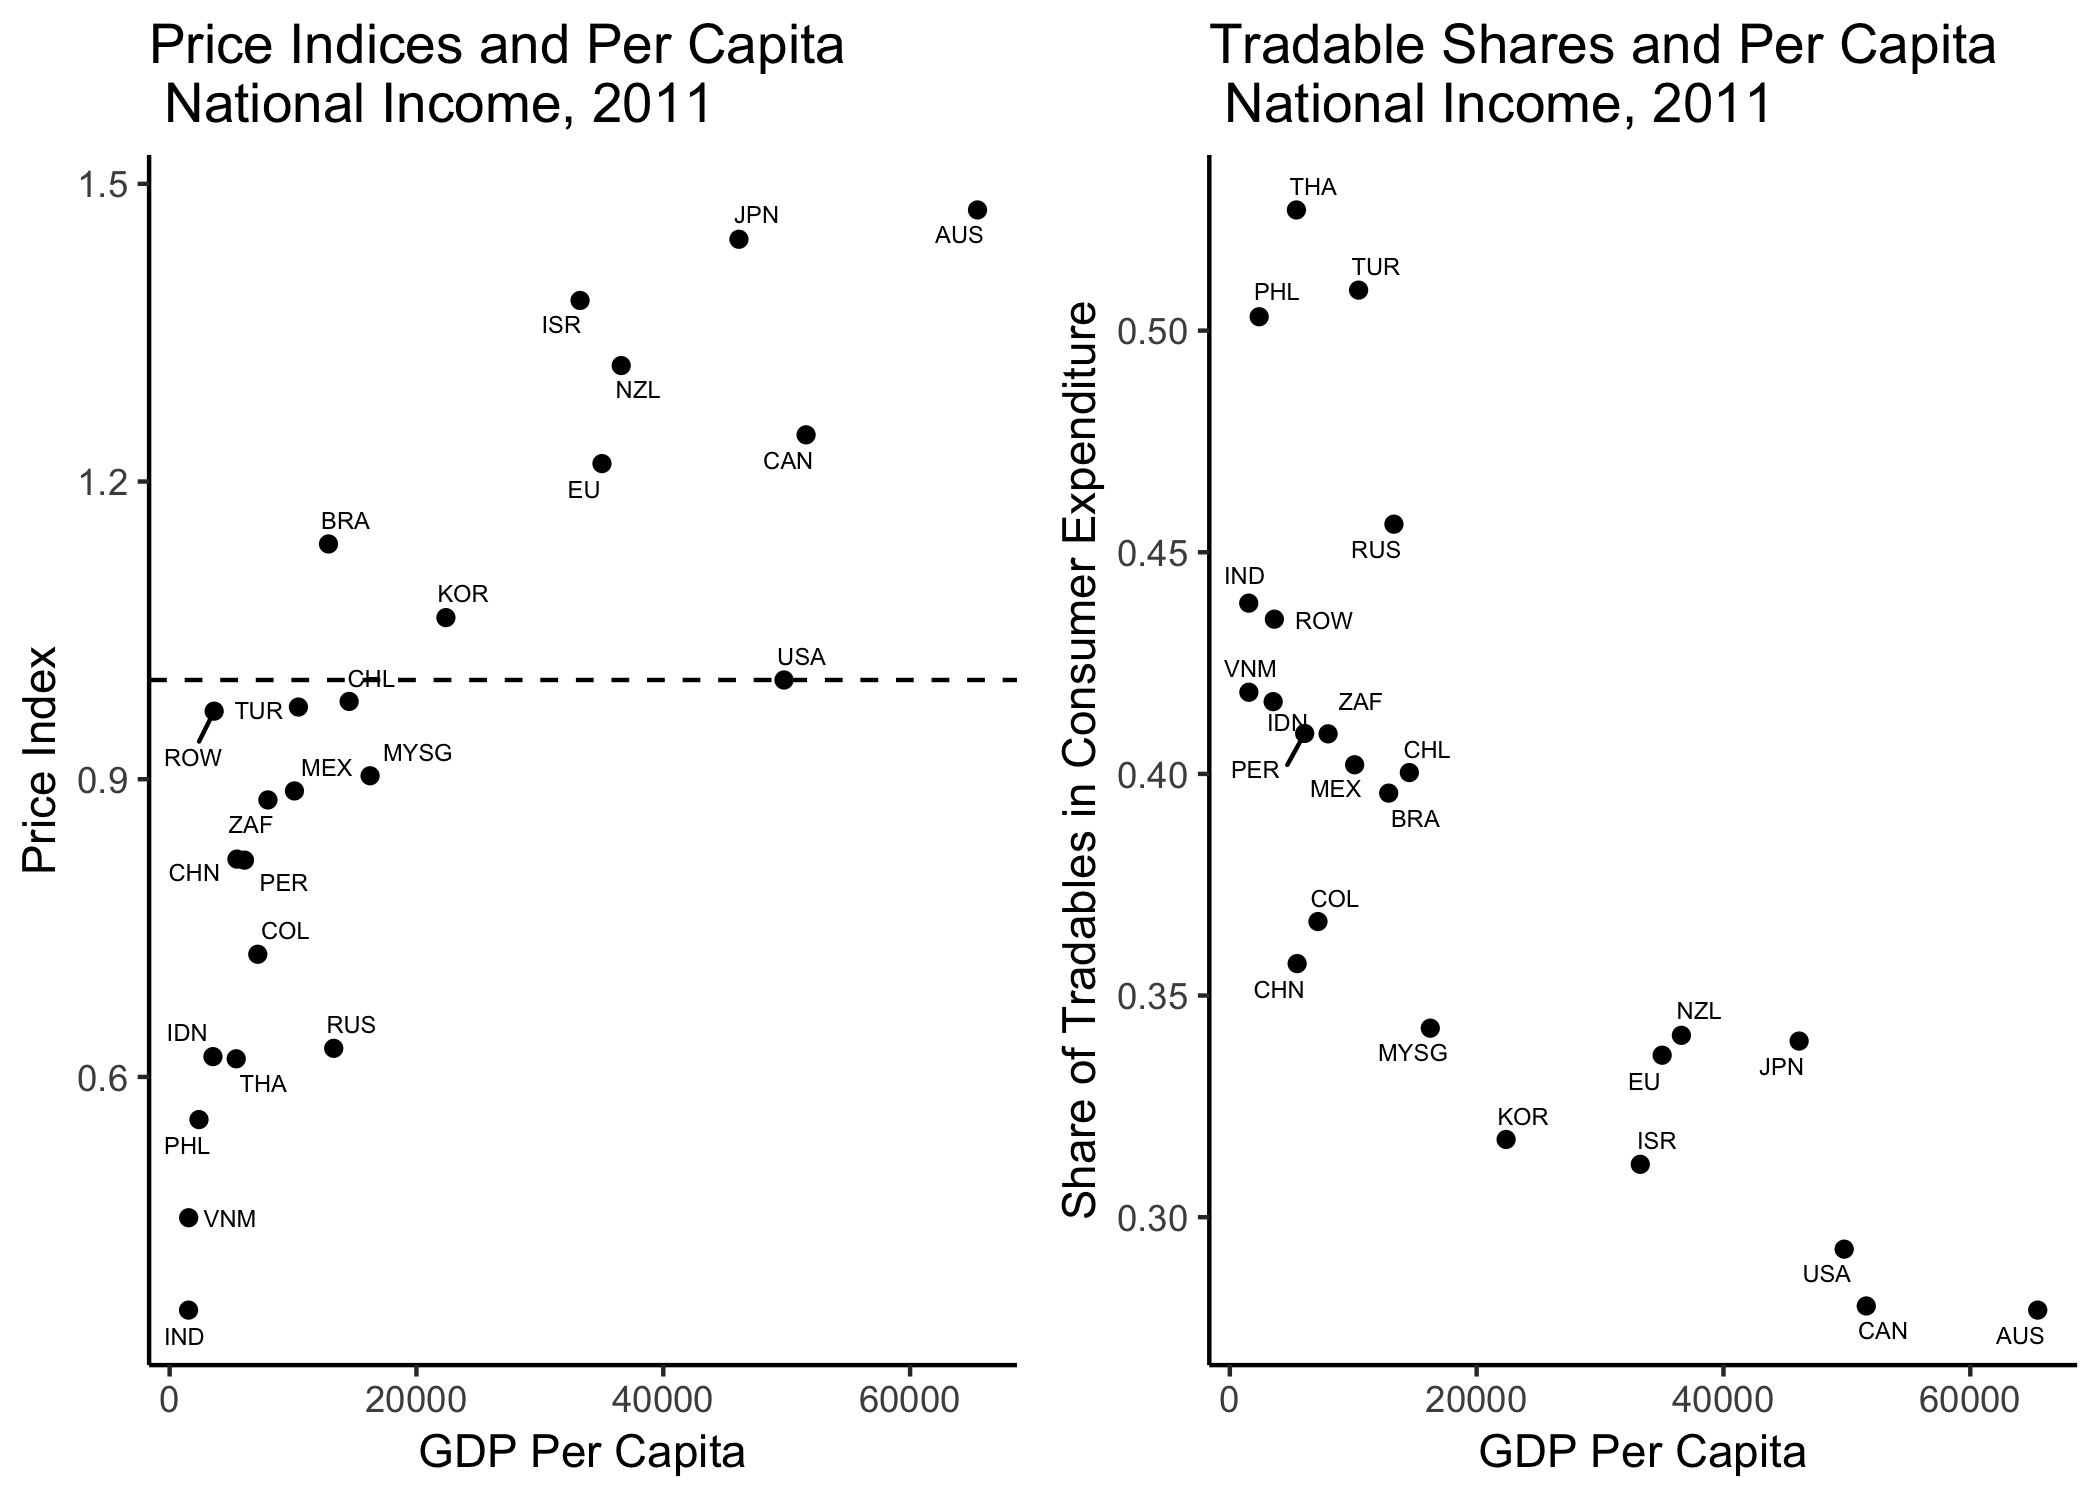 Price Indices and Per Capita
National Income, 2011
Price Index
1.5
1.2
0.9
0.6
JPN
AUS
ISR
NZL
CAN
EU
BRA
KOR
USA
CHL
TUR
ROW
MYSG
MEX
ZAF
CHN
PER
COL
RUS
IDN
THA
PHL
VNM
IND
0
20000
40000
60000
GDP Per Capita
Tradable Shares and Per Capita
National Income, 2011
Share of Tradables in Consumer Expenditure
0.50
0.45
0.40
0.35
0.30
THA
TUR
PHL
RUS
IND
ROW
VNM
ZAF
IDN
CHL
PER
MEX
BRA
COL
CHN
NZL
MYSG
JPN
EU
KOR
ISR
USA
CAN
AUS
0
20000
40000
60000
GDP Per Capita